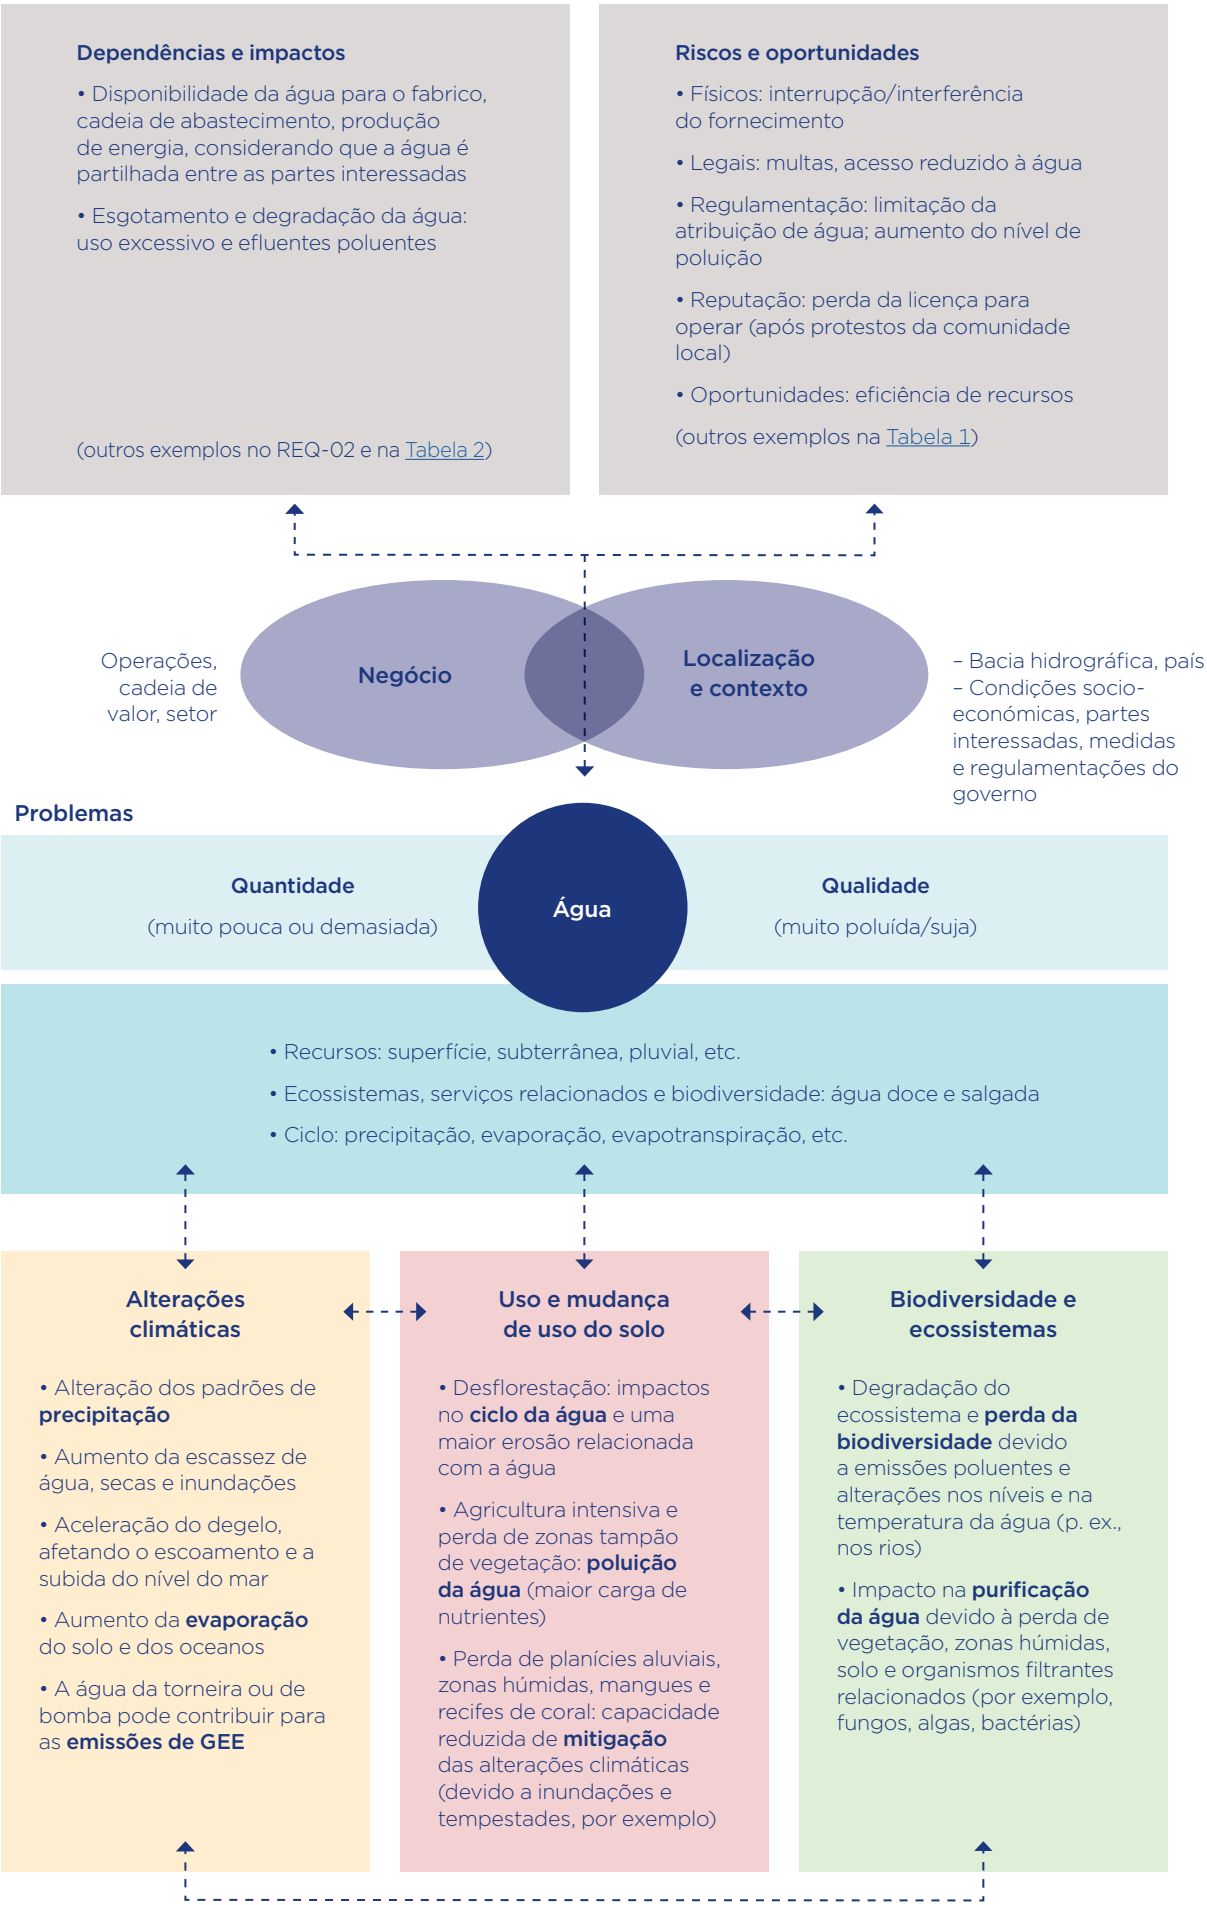 Dependências e impactos
• Disponibilidade da água para o fabrico,
cadeia de abastecimento, produção
de energia, considerando que a água é
partilhada entre as partes interessadas
• Esgotamento e degradação da água:
uso excessivo e efluentes poluentes
(outros exemplos no REQ-02 e na Tabela 2)
Riscos e oportunidades
• Físicos: interrupção/interferência
do fornecimento
• Legais: multas, acesso reduzido à água
• Regulamentação: limitação da
atribuição de água; aumento do nível de
poluição
• Reputação: perda da licença para
operar (após protestos da comunidade
local)
• Oportunidades: eficiência de recursos
(outros exemplos na Tabela 1)
Operações,
cadeia de
valor, setor
Negócio
Localização
e contexto
– Bacia hidrográfica, país
– Condições socio-
económicas, partes
interessadas, medidas
e regulamentações do
governo
Problemas
Quantidade
(muito pouca ou demasiada)
Água
Qualidade
(muito poluída/suja)
• Recursos: superfície, subterrânea, pluvial, etc.
• Ecossistemas, serviços relacionados e biodiversidade: água doce e salgada
• Ciclo: precipitação, evaporação, evapotranspiração, etc.
Alterações
climáticas
• Alteração dos padrões de
precipitação
• Aumento da escassez de
água, secas e inundações
• Aceleração do degelo,
afetando o escoamento e a
subida do nível do mar
• Aumento da evaporação
do solo e dos oceanos
• A água da torneira ou de
bomba pode contribuir para
as emissões de GEE
Uso e mudança
de uso do solo
• Desflorestação: impactos
no ciclo da água e uma
maior erosão relacionada
com a água
• Agricultura intensiva e
perda de zonas tampão
de vegetação: poluição
da água (maior carga de
nutrientes)
• Perda de planícies aluviais,
zonas húmidas, mangues e
recifes de coral: capacidade
reduzida de mitigação
das alterações climáticas
(devido a inundações e
tempestades, por exemplo)
Biodiversidade e
ecossistemas
• Degradação do
ecossistema e perda da
biodiversidade devido
a emissões poluentes e
alterações nos níveis e na
temperatura da água (p. ex.,
nos rios)
• Impacto na purificação
da água devido à perda de
vegetação, zonas húmidas,
solo e organismos filtrantes
relacionados (por exemplo,
fungos, algas, bactérias)